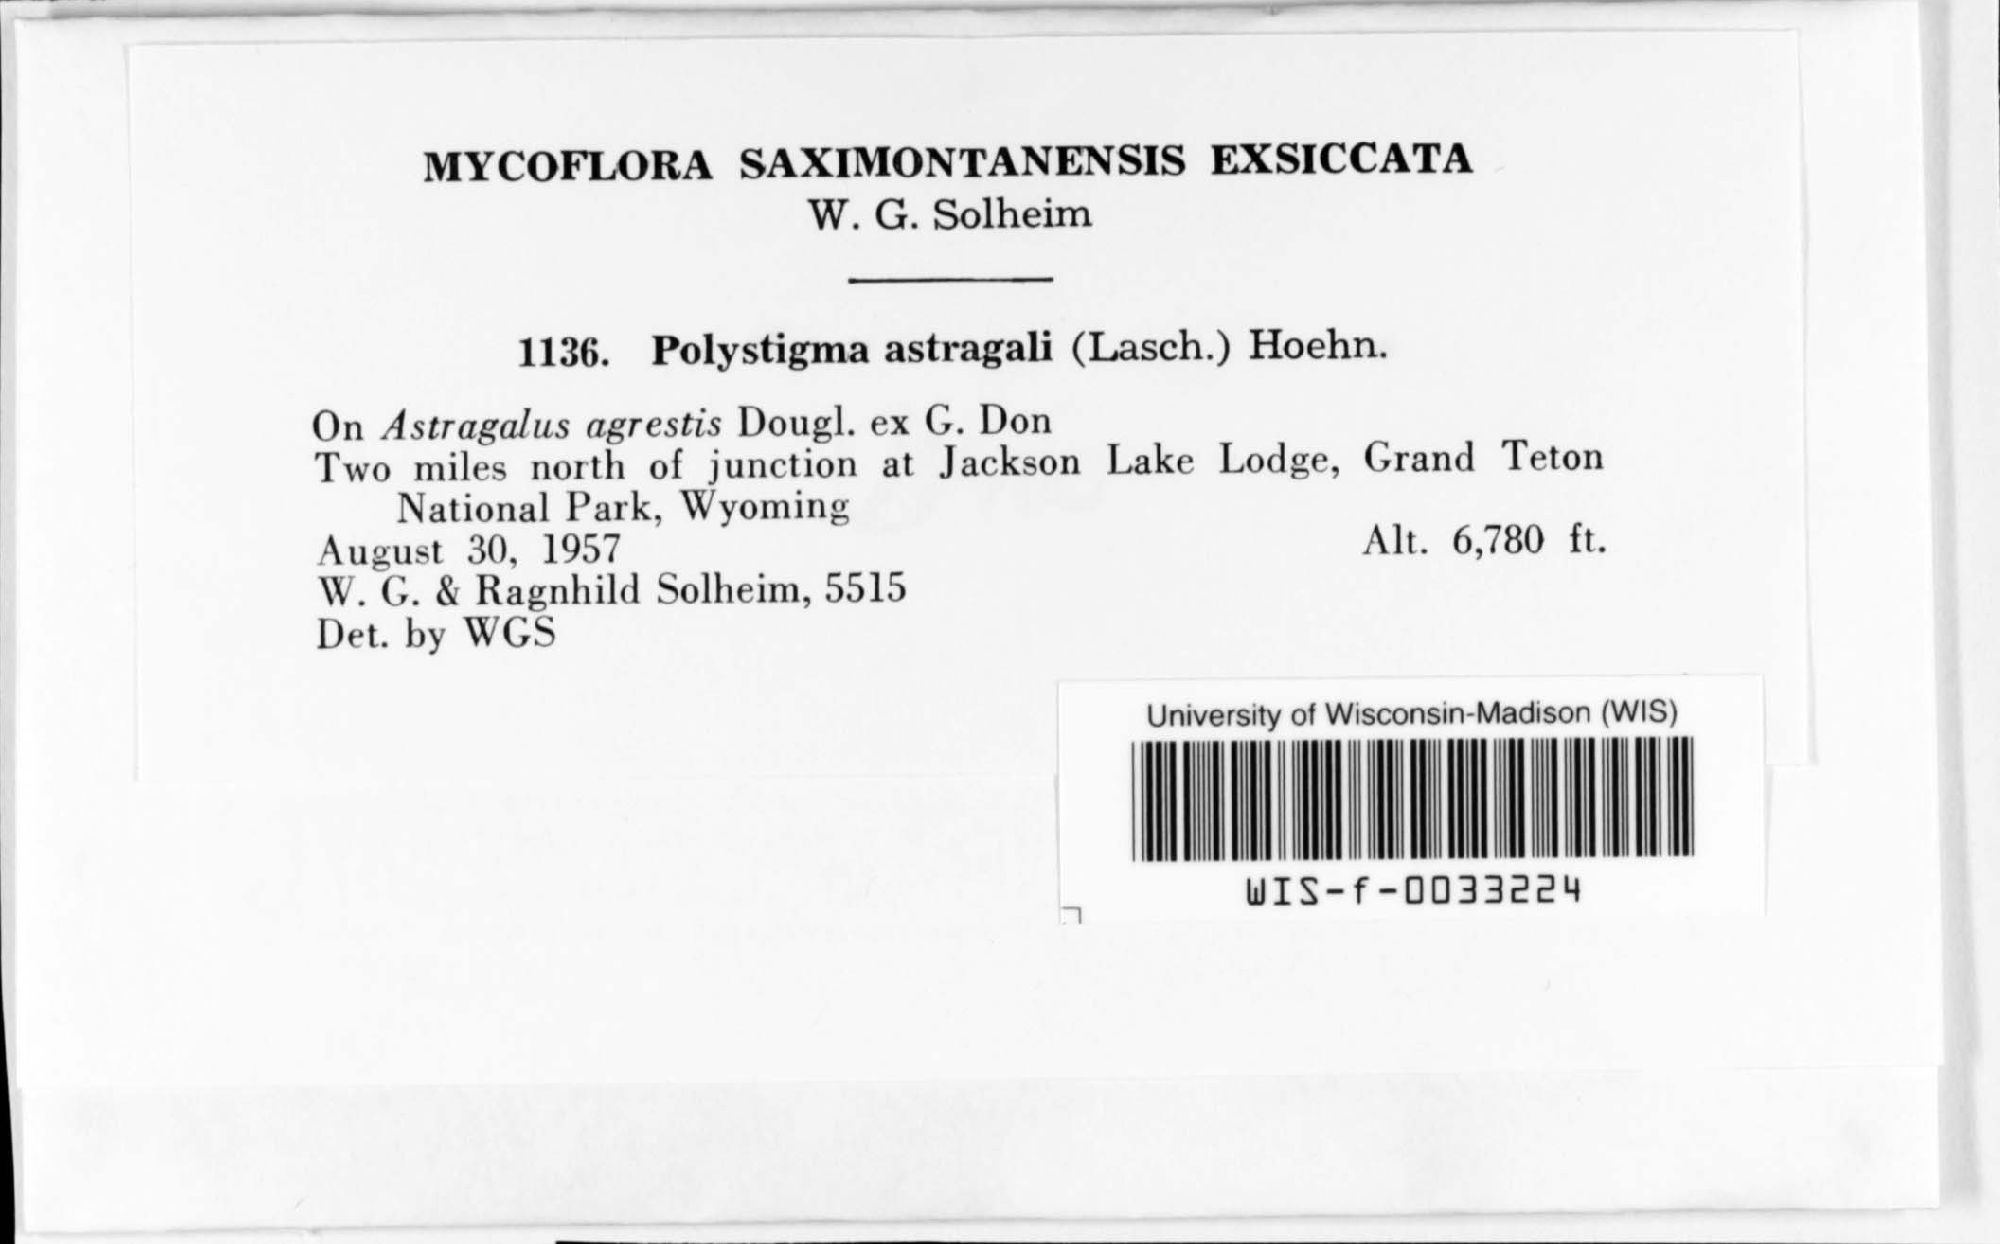 MYCOFLORA SAXIMONTANENSIS EXSICCATA
W. G. Solheim
1136. Polystigma astragali (Lasch.) Hoehn.
On Astragalus agrestis Dougl. ex G. Don
Two miles north of junction at Jackson Lake Lodge, Grand Teton
National Park, Wyoming
August 30, 1957 Alt. 6,780 ft.
W. G. & Ragnhild Solheim, 5515
Det. by WGS
University of Wisconsin-Madison (WIS)
WIS-f-0033224